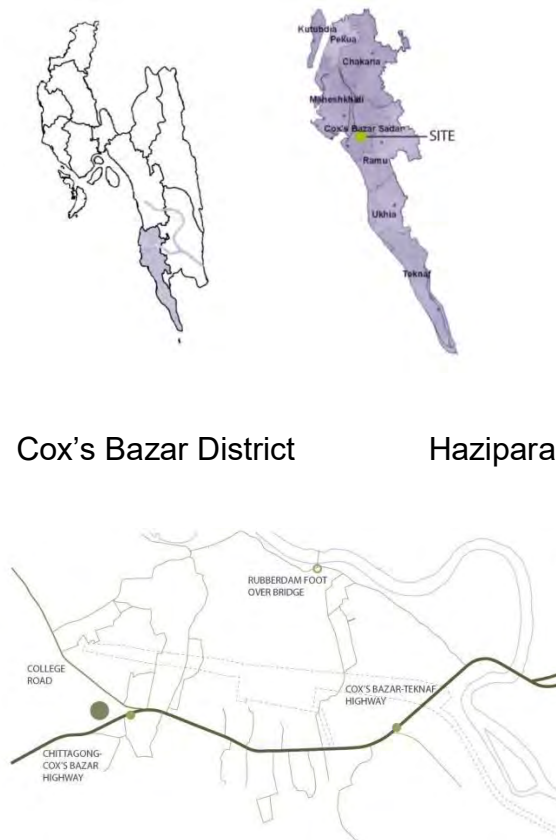 Kutubdia
Pekua
Chakaria
Maheshkhali
Cox's Bazar Sadar
SITE
Ramu
Ukhia
Teknaf
Cox's Bazar District
Hazipara
RUBBERDAM FOOT
OVER BRIDGE
COLLEGE
ROAD
COX'S BAZAR-TEKNAF
HIGHWAY
CHITTAGONG-
COX'S BAZAR
HIGHWAY